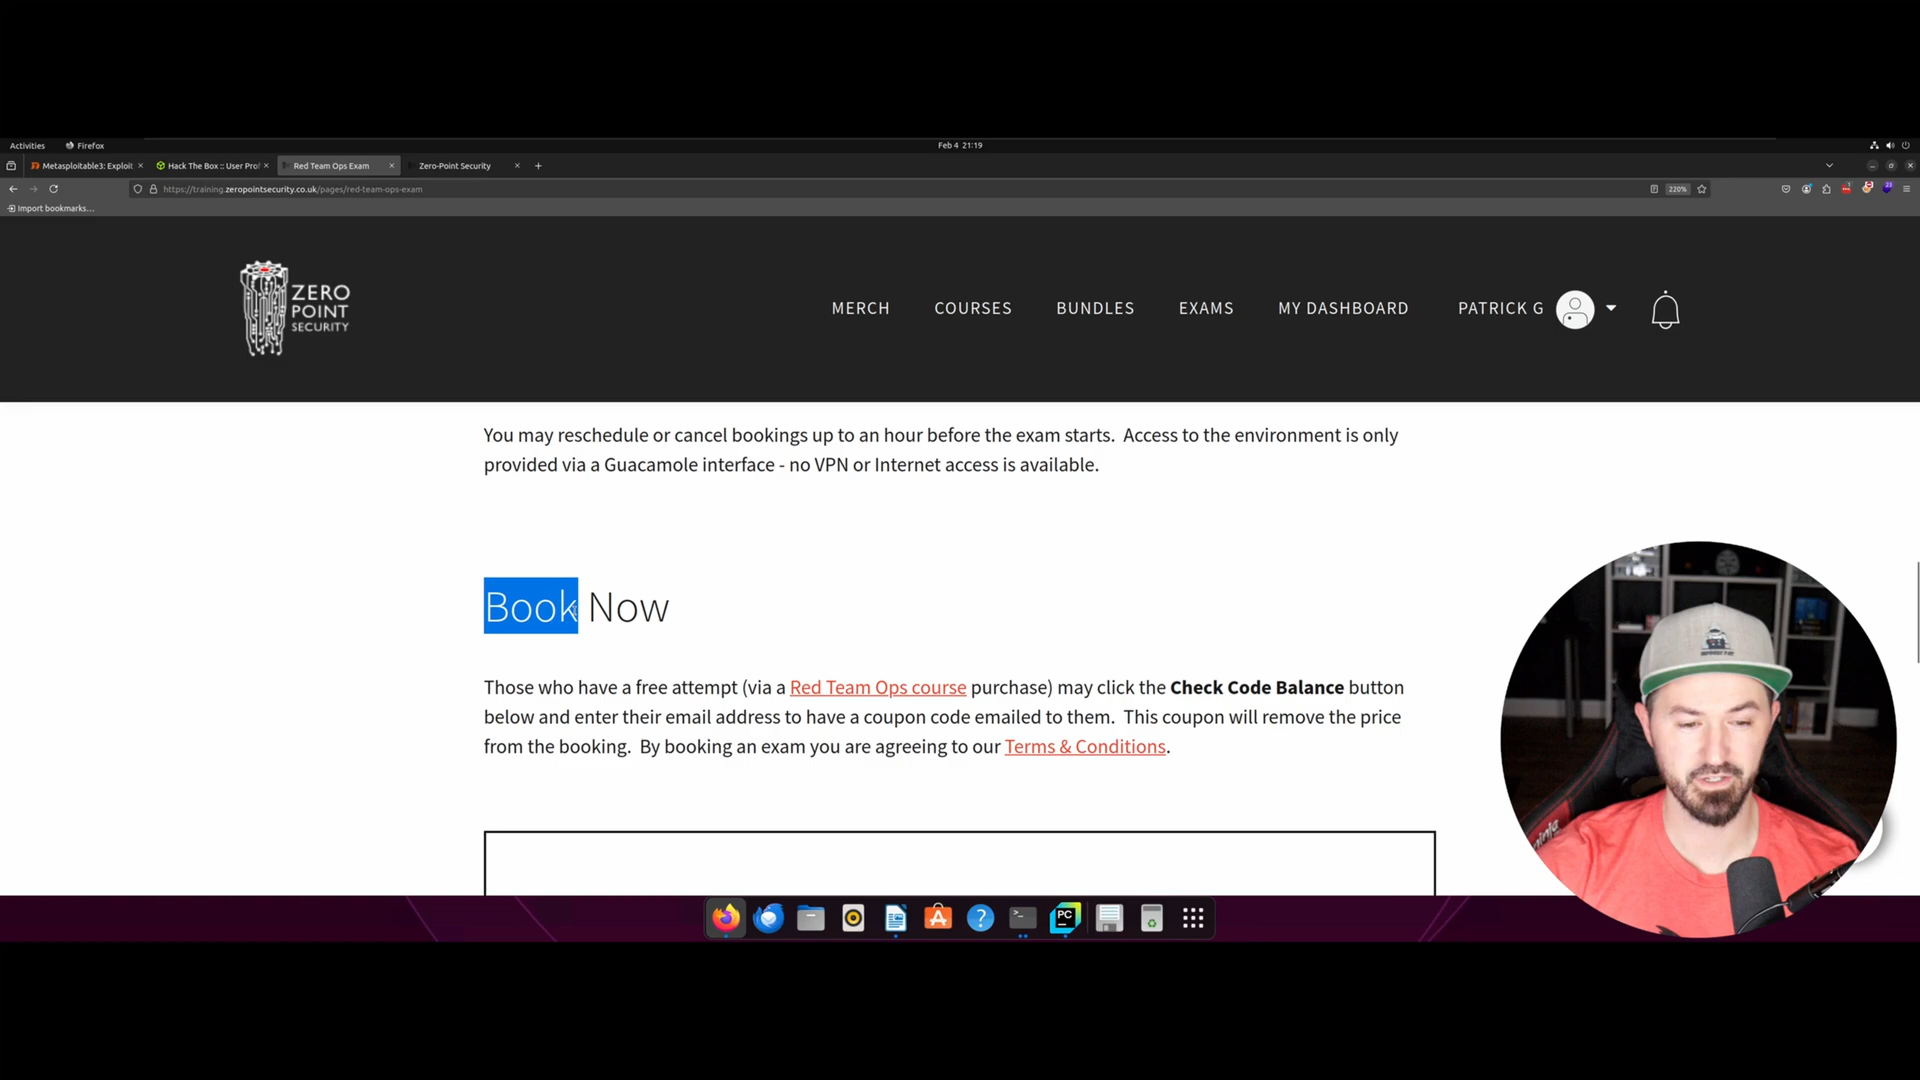 Activities Firefox Feb 4 21:19
Metasploitable3: Exploit Hack The Box :: User Pro Red Team Ops Exam Zero-Point Security
https://training.zeropointsecurity.co.uk/pages/red-team-ops-exam 220%
Import bookmarks...
ZERO
POINT
SECURITY
MERCH COURSES BUNDLES EXAMS MY DASHBOARD PATRICK G
You may reschedule or cancel bookings up to an hour before the exam starts. Access to the environment is only
provided via a Guacamole interface - no VPN or Internet access is available.
Book Now
Those who have a free attempt (via a Red Team Ops course purchase) may click the Check Code Balance button
below and enter their email address to have a coupon code emailed to them. This coupon will remove the price
from the booking. By booking an exam you are agreeing to our Terms & Conditions.
PC